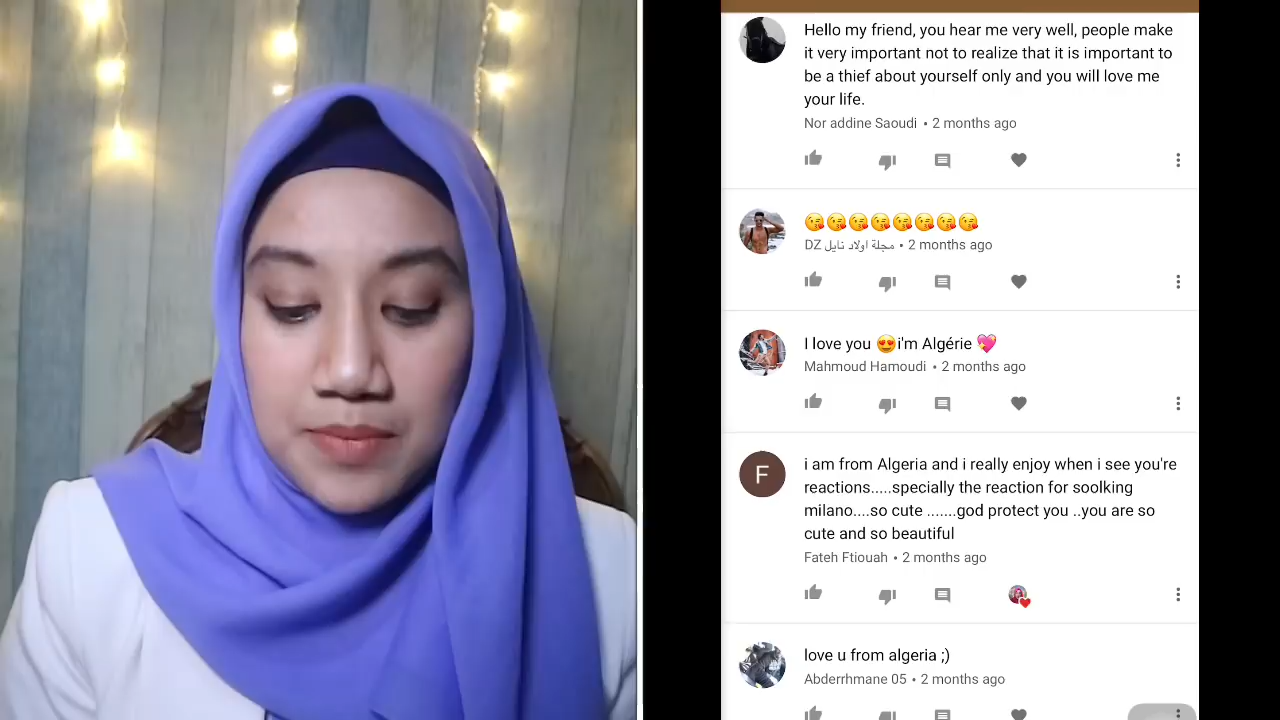 Hello my friend, you hear me very well, people make
it very important not to realize that it is important to
be a thief about yourself only and you will love me
your life.
Nor addine Saoudi • 2 months ago
😘😘😘😘😘😘😘😘
DZ مجلة اولاد نايل • 2 months ago
I love you 😍i'm Algérie 💖
Mahmoud Hamoudi • 2 months ago
F
i am from Algeria and i really enjoy when i see you're
reactions.....specially the reaction for soolking
milano....so cute .......god protect you ..you are so
cute and so beautiful
Fateh Ftiouah • 2 months ago
love u from algeria ;)
Abderrhmane 05 • 2 months ago